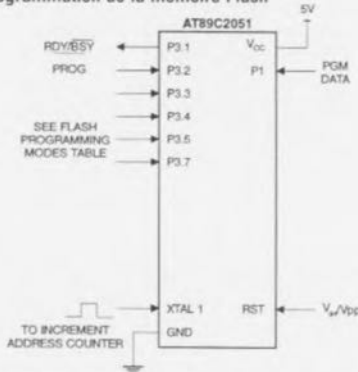 rogrammation de la mémoire Flash
AT89C2051
5V
RDY/BSY
P3.1
VCC
PROG
P3.2
P1
PGM
DATA
P3.3
P3.4
SEE FLASH
PROGRAMMING
MODES TABLE
P3.5
P3.7
XTAL 1
RST
TO INCREMENT
ADDRESS COUNTER
GND